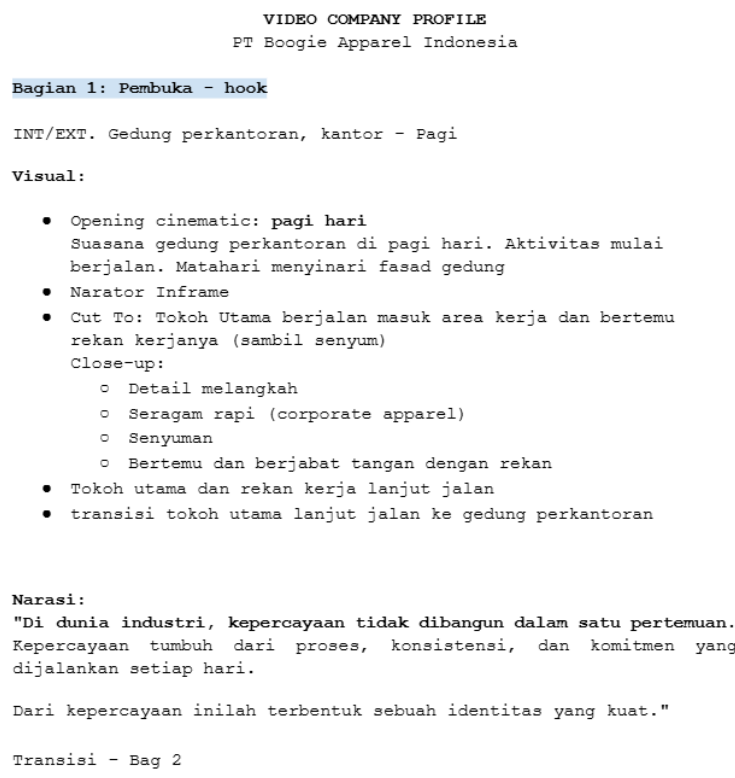 VIDEO COMPANY PROFILE
PT Boogie Apparel Indonesia
Bagian 1: Pembuka - hook
INT/EXT. Gedung perkantoran, kantor - Pagi
Visual:
● Opening cinematic: pagi hari
Suasana gedung perkantoran di pagi hari. Aktivitas mulai
berjalan. Matahari menyinari fasad gedung
● Narator Inframe
● Cut To: Tokoh Utama berjalan masuk area kerja dan bertemu
rekan kerjanya (sambil senyum)
Close-up:
○ Detail melangkah
○ Seragam rapi (corporate apparel)
○ Senyuman
○ Bertemu dan berjabat tangan dengan rekan
● Tokoh utama dan rekan kerja lanjut jalan
● transisi tokoh utama lanjut jalan ke gedung perkantoran
Narasi:
"Di dunia industri, kepercayaan tidak dibangun dalam satu pertemuan.
Kepercayaan tumbuh dari proses, konsistensi, dan komitmen yang
dijalankan setiap hari.
Dari kepercayaan inilah terbentuk sebuah identitas yang kuat."
Transisi - Bag 2